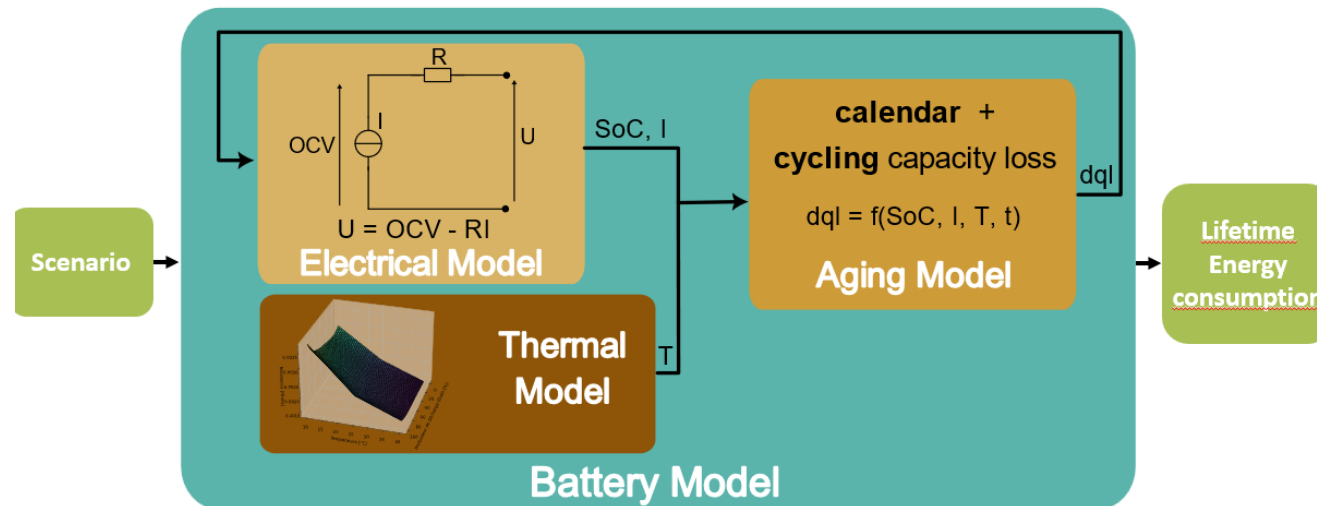 Scenario
R
I
OCV
U
U = OCV - RI
Electrical Model
SoC, I
Thermal
Model
T
calendar +
cycling capacity loss
dql = f(SoC, I, T, t)
Aging Model
dql
Battery Model
Lifetime
Energy
consumption